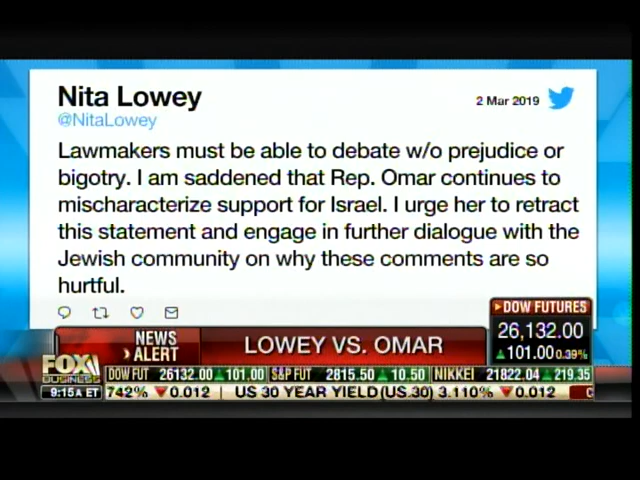 Nita Lowey
2 Mar 2019
@NitaLowey
Lawmakers must be able to debate w/o prejudice or
bigotry. I am saddened that Rep. Omar continues to
mischaracterize support for Israel. I urge her to retract
this statement and engage in further dialogue with the
Jewish community on why these comments are so
hurtful.
DOW FUTURES
26,132.00
▲101.00 0.39%
NEWS
ALERT
LOWEY VS. OMAR
FOX
BUSINESS
DOW FUT 26132.00 ▲ 101.00 S&P FUT 2815.50 ▲ 10.50 NIKKEI 21822.04 ▲ 219.35
9:15A ET
742% ▼ 0.012 | US 30 YEAR YIELD (US.30) 3.110% ▼ 0.012